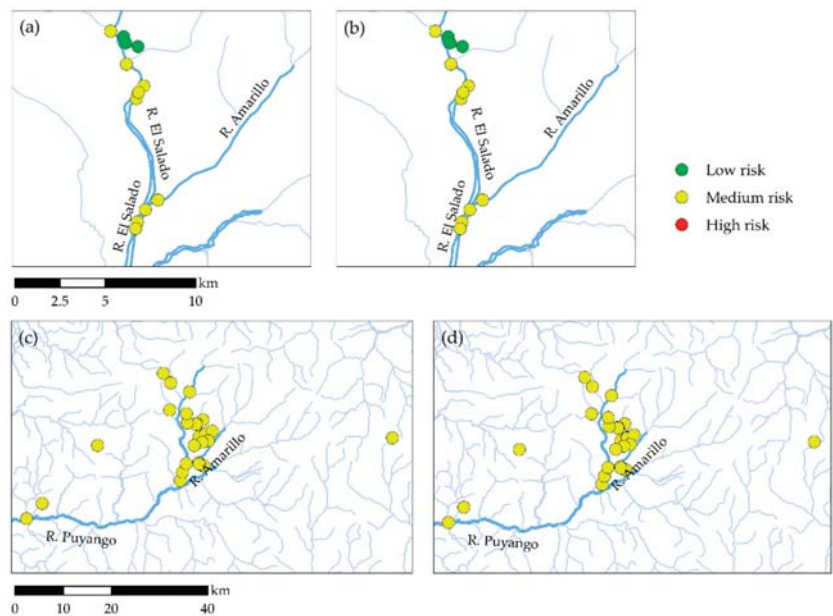 (a)
(b)
R. El Salado
R. Amarillo
R. El Salado
R. El Salado
R. Amarillo
R. El Salado
Low risk
Medium risk
High risk
km
0 2.5 5 10
(c)
(d)
R. Amarillo
R. Puyango
R. Amarillo
R. Puyango
km
0 10 20 40